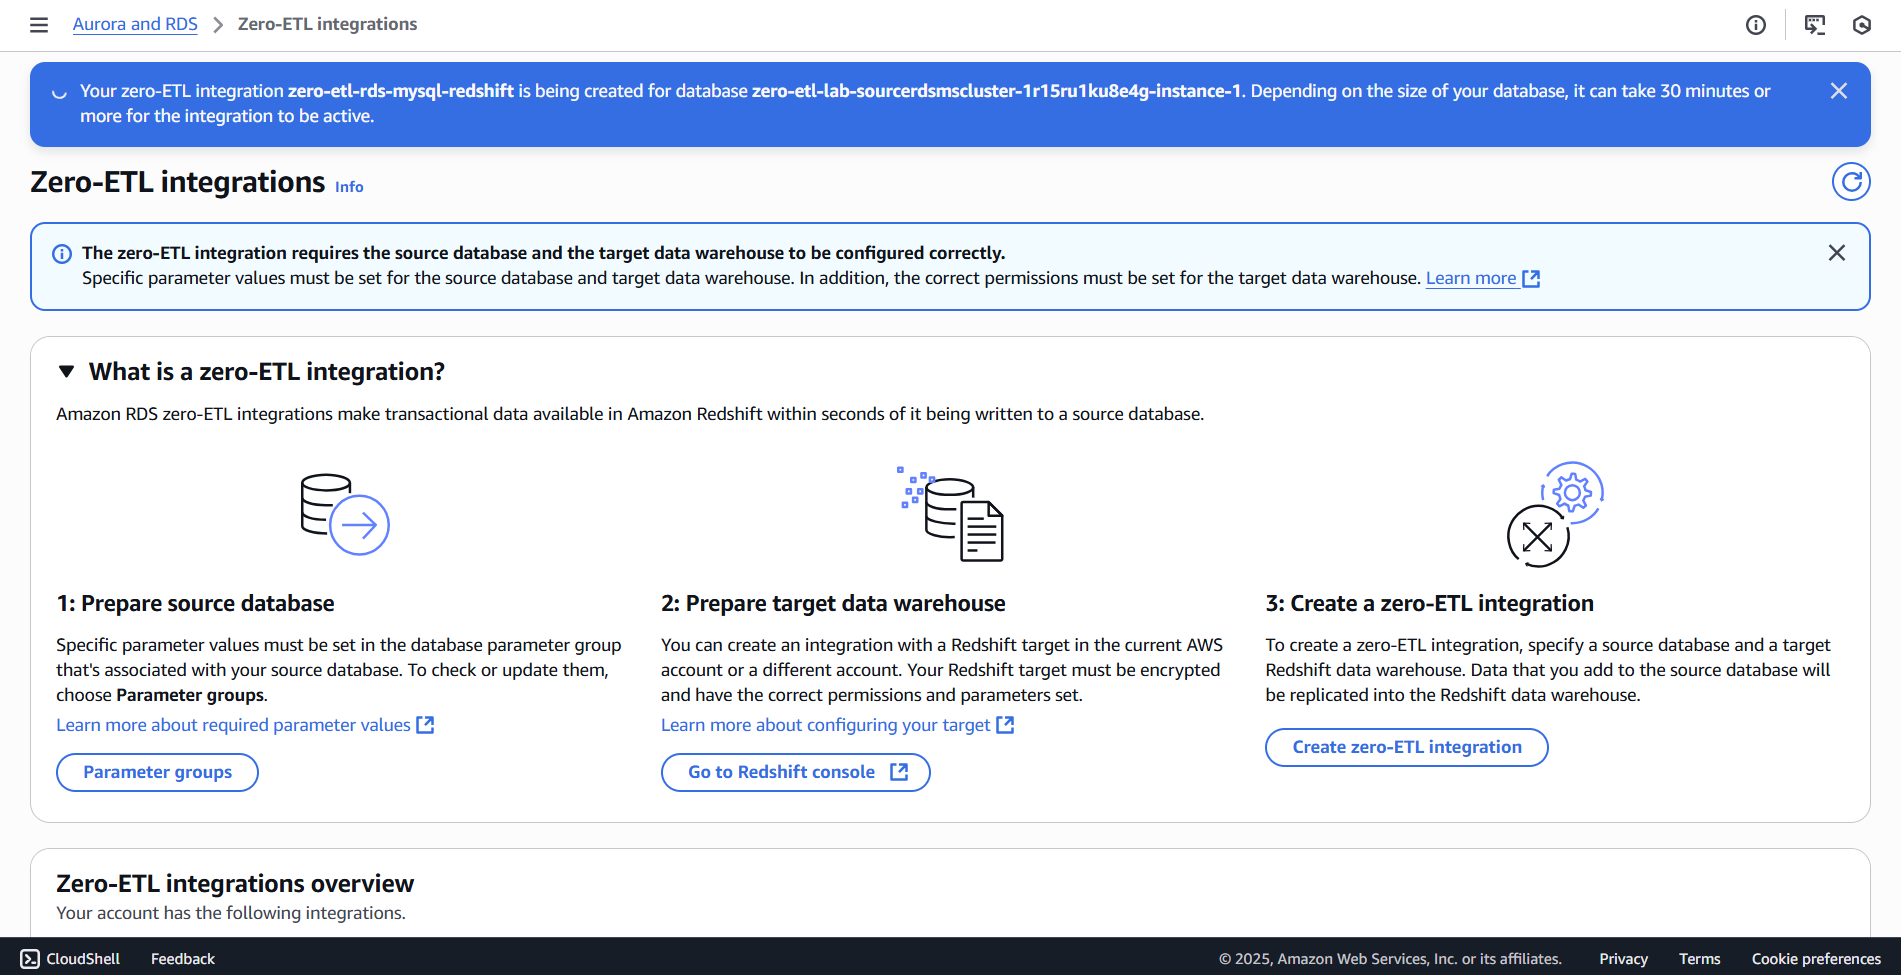 Aurora and RDS > Zero-ETL integrations
Your zero-ETL integration zero-etl-rds-mysql-redshift is being created for database zero-etl-lab-sourcerdsmscluster-1r15ru1ku8e4g-instance-1. Depending on the size of your database, it can take 30 minutes or
more for the integration to be active.
Zero-ETL integrations Info
The zero-ETL integration requires the source database and the target data warehouse to be configured correctly.
Specific parameter values must be set for the source database and target data warehouse. In addition, the correct permissions must be set for the target data warehouse. Learn more
What is a zero-ETL integration?
Amazon RDS zero-ETL integrations make transactional data available in Amazon Redshift within seconds of it being written to a source database.
1: Prepare source database
Specific parameter values must be set in the database parameter group
that's associated with your source database. To check or update them,
choose Parameter groups.
Learn more about required parameter values
Parameter groups
2: Prepare target data warehouse
You can create an integration with a Redshift target in the current AWS
account or a different account. Your Redshift target must be encrypted
and have the correct permissions and parameters set.
Learn more about configuring your target
Go to Redshift console
3: Create a zero-ETL integration
To create a zero-ETL integration, specify a source database and a target
Redshift data warehouse. Data that you add to the source database will
be replicated into the Redshift data warehouse.
Create zero-ETL integration
Zero-ETL integrations overview
Your account has the following integrations.
CloudShell Feedback © 2025, Amazon Web Services, Inc. or its affiliates. Privacy Terms Cookie preferences